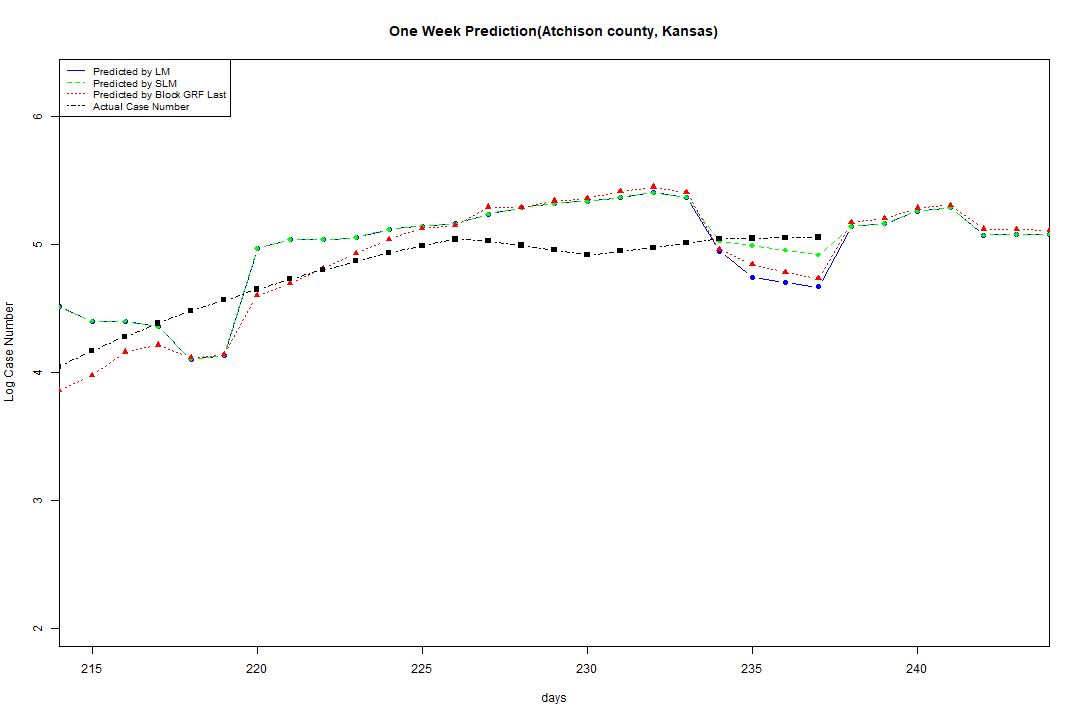 One Week Prediction(Atchison county, Kansas)
Predicted by LM
Predicted by SLM
Predicted by Block GRF Last
Actual Case Number
6
5
4
3
2
Log Case Number
215 220 225 230 235 240
days